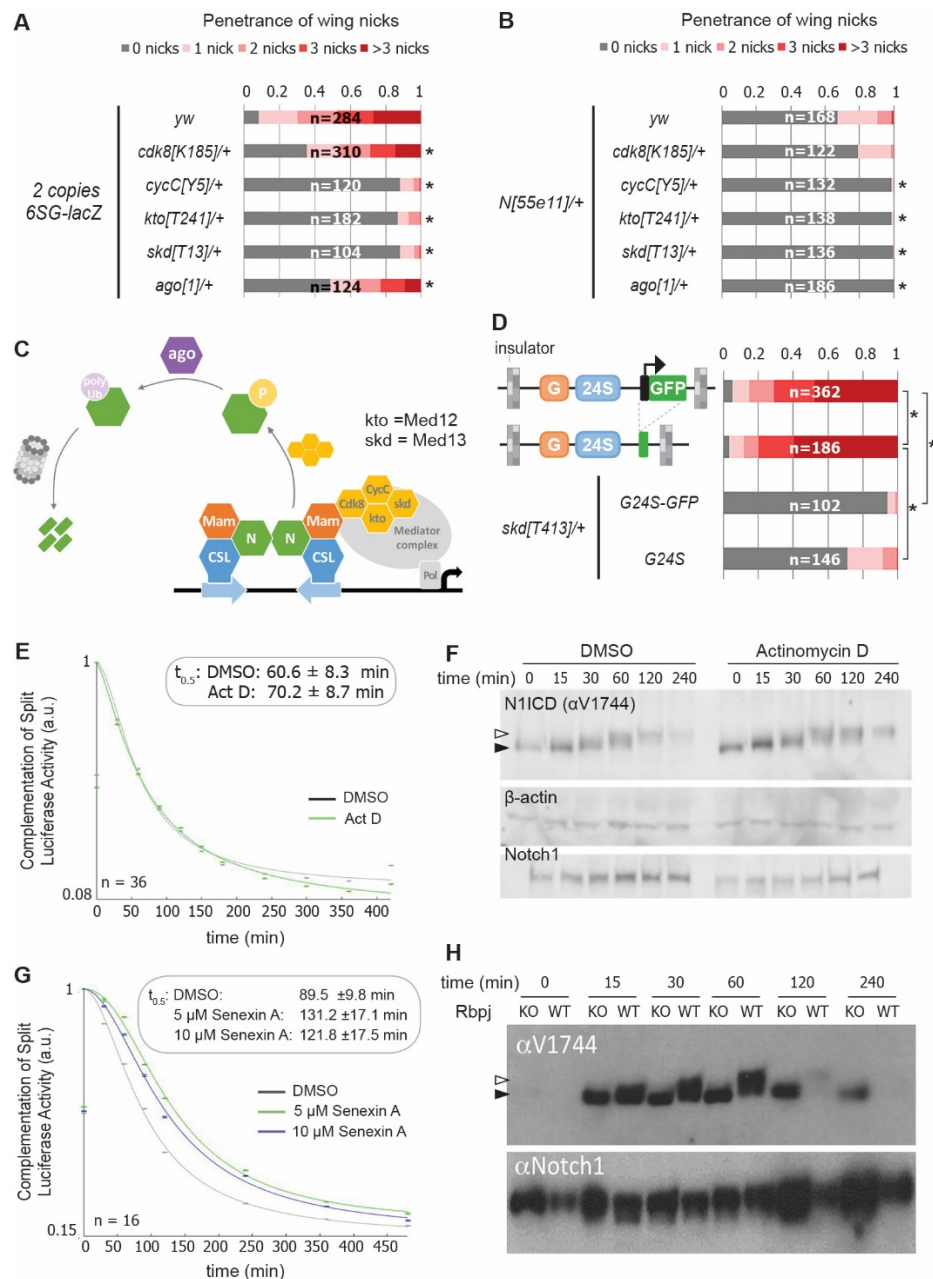 A
Penetrance of wing nicks
0 nicks 1 nick 2 nicks 3 nicks >3 nicks
0 0.2 0.4 0.6 0.8 1
2 copies
6SG-lacZ
yw n=284
cdk8[K185]/+ n=310 *
cycC[Y5]/+ n=120 *
kto[T241]/+ n=182 *
skd[T13]/+ n=104 *
ago[1]/+ n=124 *
B
Penetrance of wing nicks
0 nicks 1 nick 2 nicks 3 nicks >3 nicks
0 0.2 0.4 0.6 0.8 1
N[55e11]/+
yw n=168
cdk8[K185]/+ n=122
cycC[Y5]/+ n=132 *
kto[T241]/+ n=138 *
skd[T13]/+ n=136 *
ago[1]/+ n=186 *
C
ago
poly
Ub
P
kto =Med12
skd = Med13
CycC
Cdk8 skd
kto
Mam N N Mam
Mediator
complex
CSL CSL
Pol
D
insulator
G 24S GFP
G 24S
0 0.2 0.4 0.6 0.8 1
n=362
n=186
skd[T413]/+
G24S-GFP n=102
G24S n=146
*
*
*
E
Complementation of Split
Luciferase Activity (a.u.)
1
0.08
t0.5: DMSO: 60.6 ± 8.3 min
Act D: 70.2 ± 8.7 min
DMSO
Act D
n = 36
0 50 100 150 200 250 300 350 400
time (min)
F
DMSO Actinomycin D
time (min) 0 15 30 60 120 240 0 15 30 60 120 240
N1ICD (αV1744)
β-actin
Notch1
G
Complementation of Split
Luciferase Activity (a.u.)
1
0.15
t0.5: DMSO: 89.5 ±9.8 min
5 µM Senexin A: 131.2 ±17.1 min
10 µM Senexin A: 121.8 ±17.5 min
DMSO
5 µM Senexin A
10 µM Senexin A
n = 16
0 50 100 150 200 250 300 350 400 450
time (min)
H
time (min) 0 15 30 60 120 240
Rbpj KO WT KO WT KO WT KO WT KO WT KO WT
αV1744
αNotch1